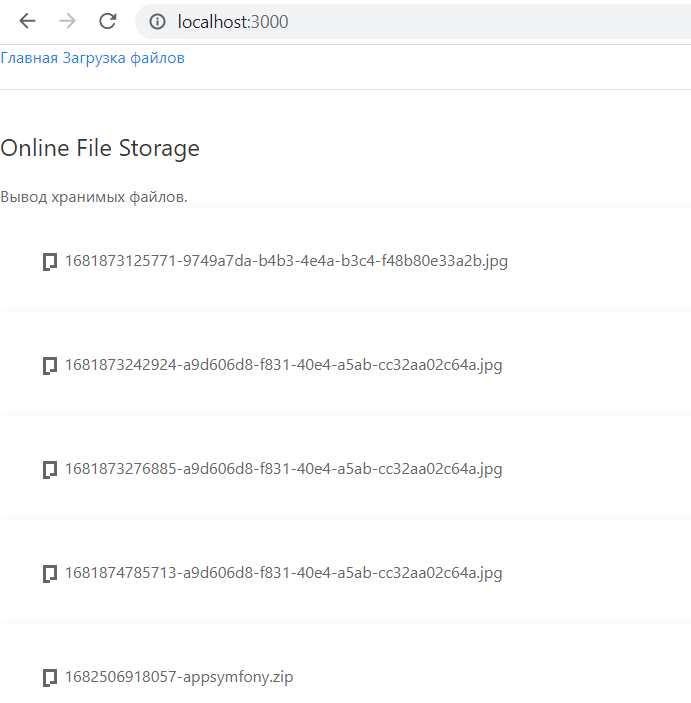 localhost:3000
Главная Загрузка файлов
Online File Storage
Вывод хранимых файлов.
1681873125771-9749a7da-b4b3-4e4a-b3c4-f48b80e33a2b.jpg
1681873242924-a9d606d8-f831-40e4-a5ab-cc32aa02c64a.jpg
1681873276885-a9d606d8-f831-40e4-a5ab-cc32aa02c64a.jpg
1681874785713-a9d606d8-f831-40e4-a5ab-cc32aa02c64a.jpg
1682506918057-appsymfony.zip